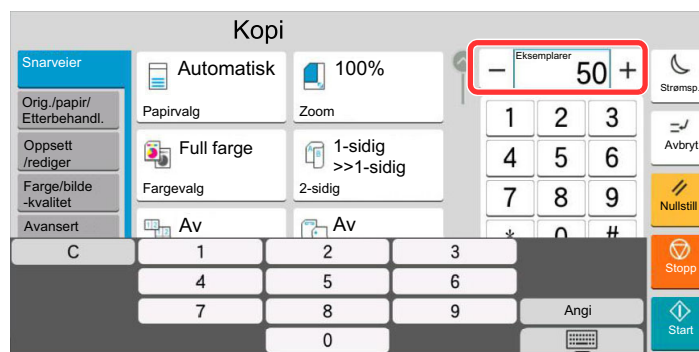 Kopi
Snarveier
Orig./papir/
Etterbehandl.
Oppsett
/rediger
Farge/bilde
-kvalitet
Avansert
Automatisk
Papirvalg
100%
Zoom
Full farge
Fargevalg
1-sidig
>>1-sidig
2-sidig
Av
Av
− Eksemplarer 50 +
1 2 3
4 5 6
7 8 9
* 0 #
Strømsp.
Avbryt
Nullstill
Stopp
Start
C 1 2 3
4 5 6
7 8 9
0
Angi